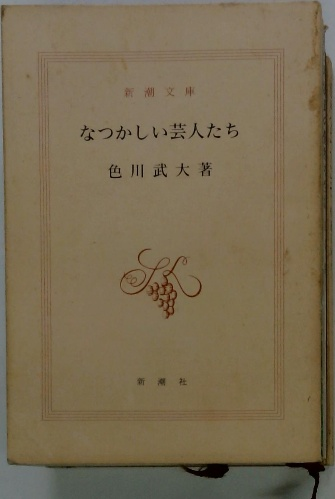 新潮文庫
なつかしい芸人たち
色川武大著
新潮社